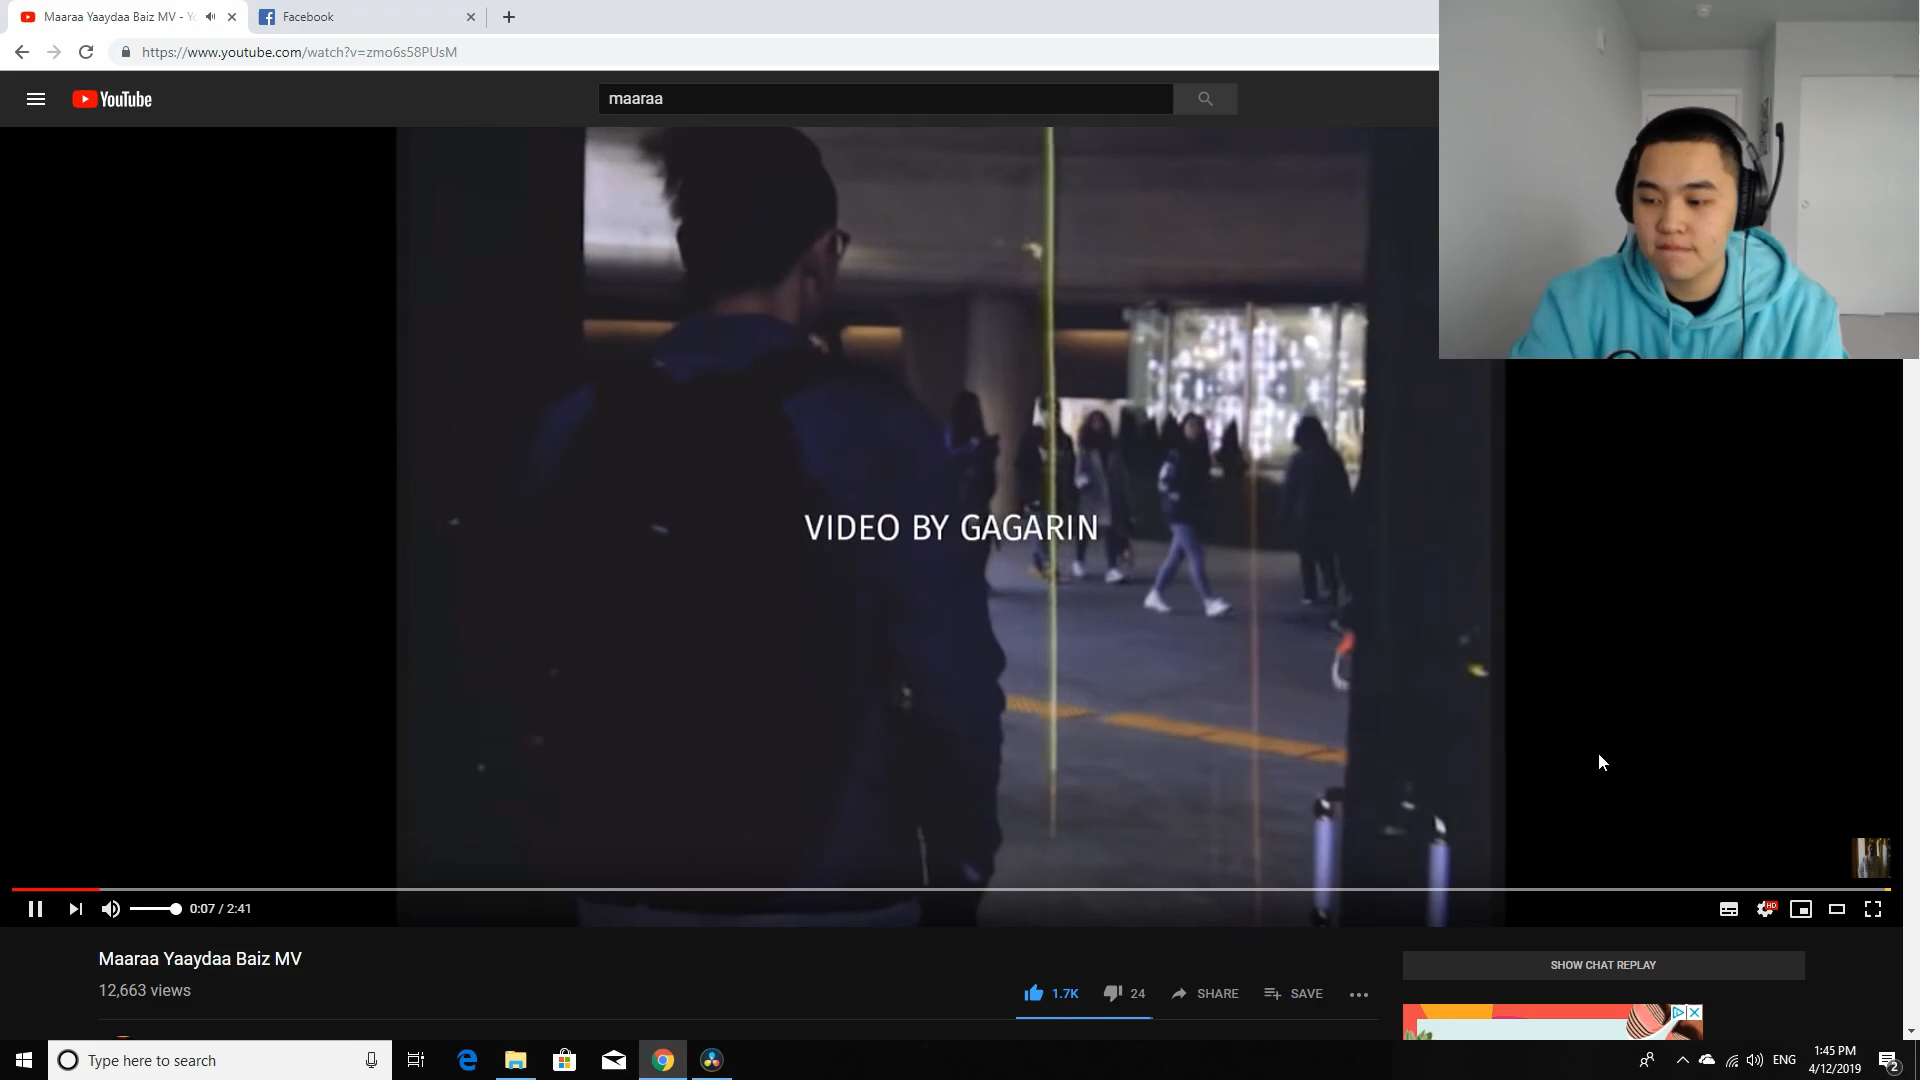 Maaraa Yaaydaa Baiz MV - Y
Facebook
https://www.youtube.com/watch?v=zmo6s58PUsM
YouTube
maaraa
VIDEO BY GAGARIN
0:07 / 2:41
HD
Maaraa Yaaydaa Baiz MV
12,663 views
1.7K
24
SHARE
SAVE
SHOW CHAT REPLAY
Type here to search
ENG
1:45 PM
4/12/2019
2